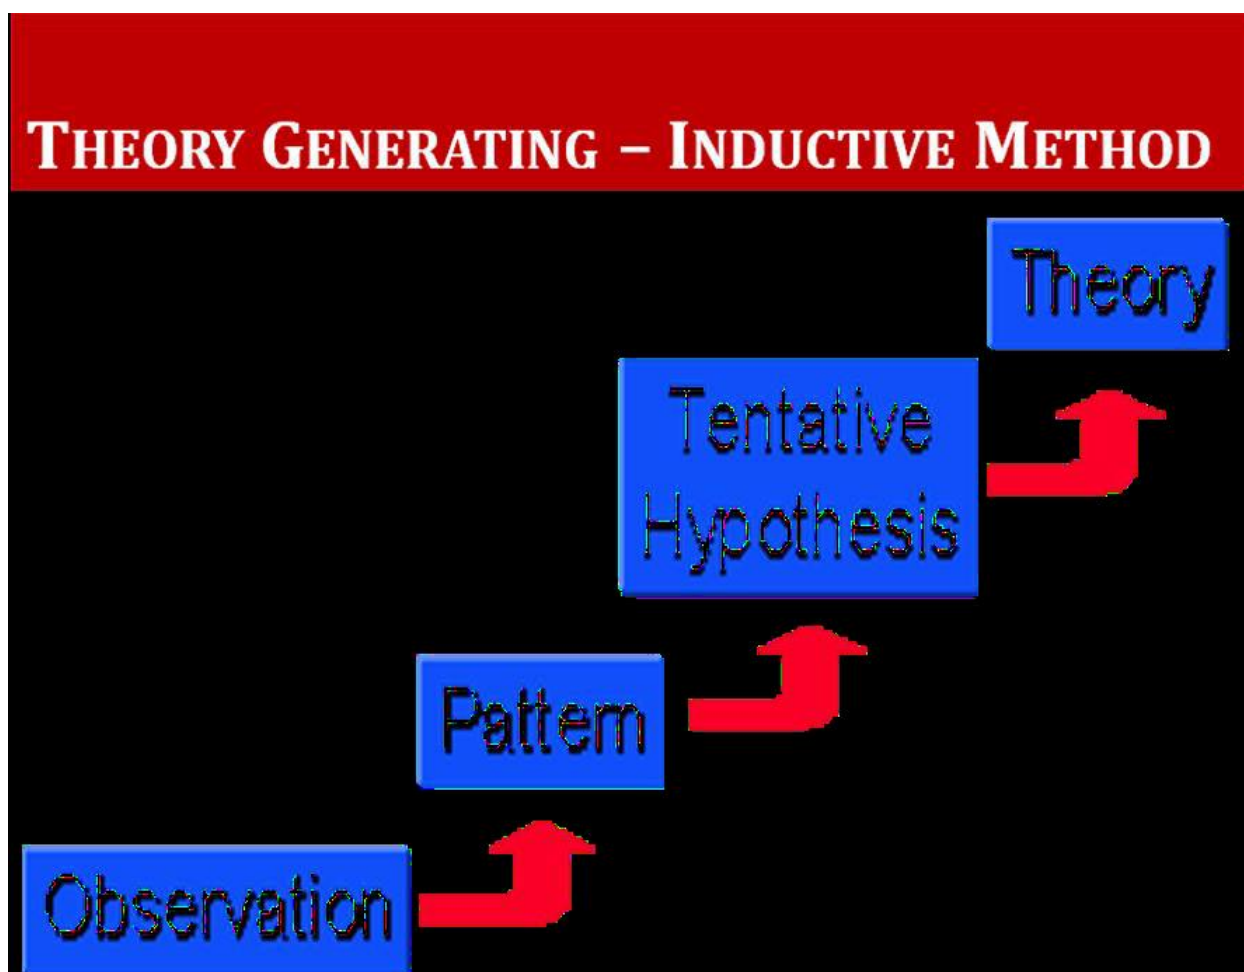 THEORY GENERATING – INDUCTIVE METHOD
Theory
Tentative
Hypothesis
Pattern
Observation